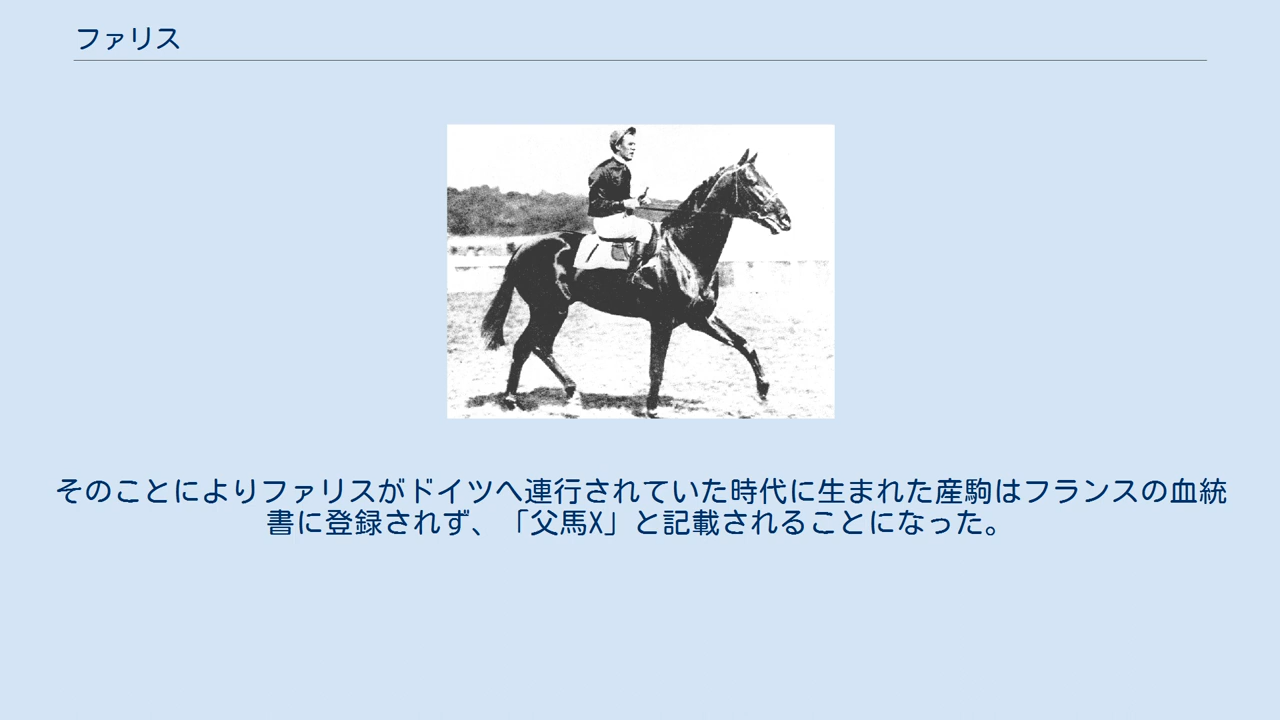 ファリス
そのことによりファリスがドイツへ連行されていた時代に生まれた産駒はフランスの血統
書に登録されず、「父馬X」と記載されることになった。